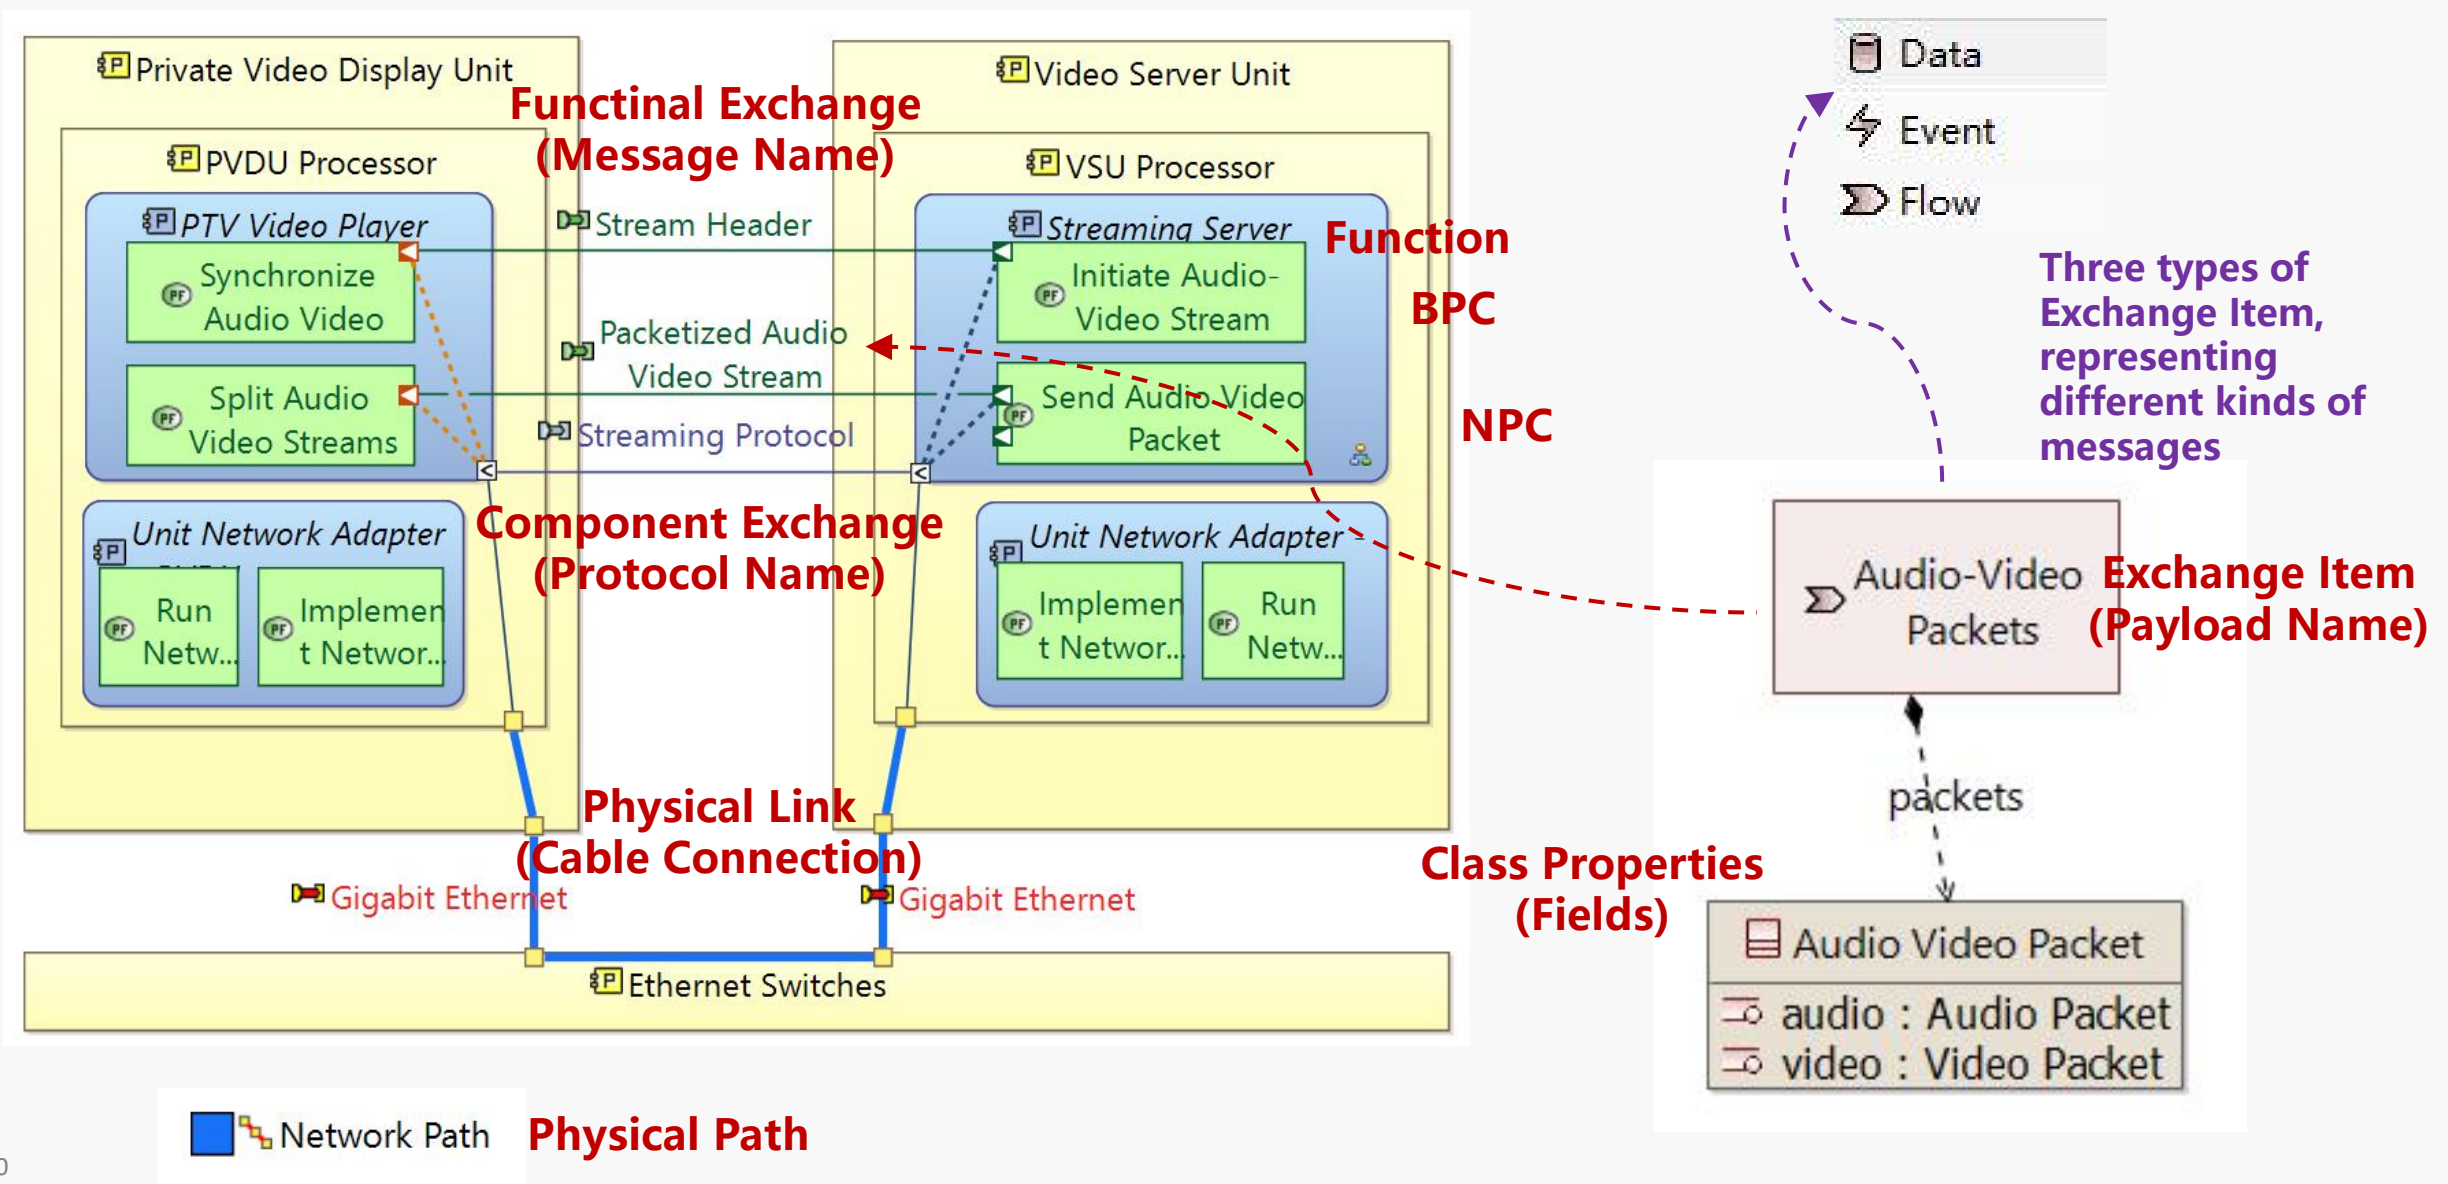 Private Video Display Unit
PVDU Processor
PTV Video Player
Synchronize
Audio Video
Split Audio
Video Streams
Unit Network Adapter
Run
Netw...
Implemen
t Networ...
Functinal Exchange
(Message Name)
Stream Header
Packetized Audio
Video Stream
Streaming Protocol
Component Exchange
(Protocol Name)
Video Server Unit
VSU Processor
Streaming Server
Initiate Audio-
Video Stream
Send Audio Video
Packet
Unit Network Adapter -
Implemen
t Networ...
Run
Netw...
Function
BPC
NPC
Physical Link
(Cable Connection)
Gigabit Ethernet
Gigabit Ethernet
Ethernet Switches
Network Path
Physical Path
Data
Event
Flow
Three types of
Exchange Item,
representing
different kinds of
messages
Audio-Video
Packets
Exchange Item
(Payload Name)
packets
Class Properties
(Fields)
Audio Video Packet
audio : Audio Packet
video : Video Packet